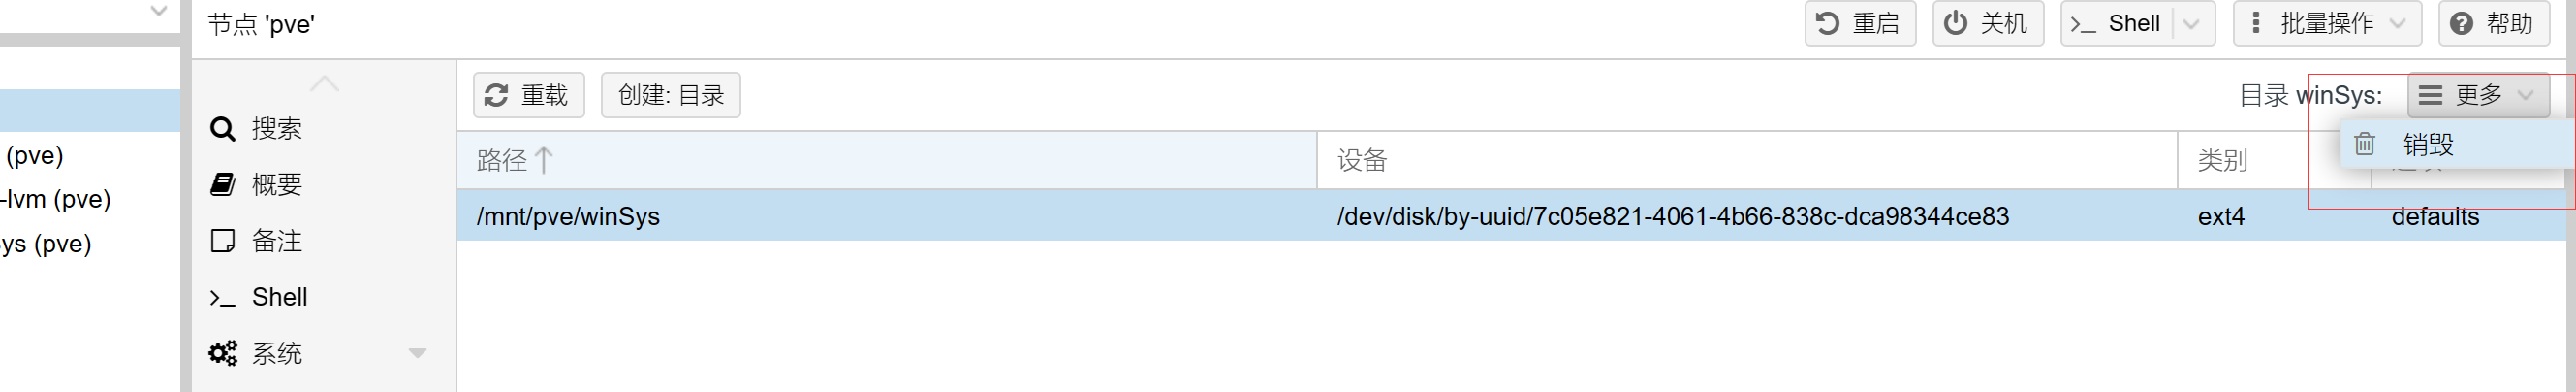 节点 'pve'
重启 关机 Shell 批量操作 帮助
重载 创建: 目录 目录 winSys: 更多
销毁
搜索
(pve)
概要
-lvm (pve)
备注
ys (pve)
Shell
系统
路径 设备 类别
/mnt/pve/winSys /dev/disk/by-uuid/7c05e821-4061-4b66-838c-dca98344ce83 ext4 defaults